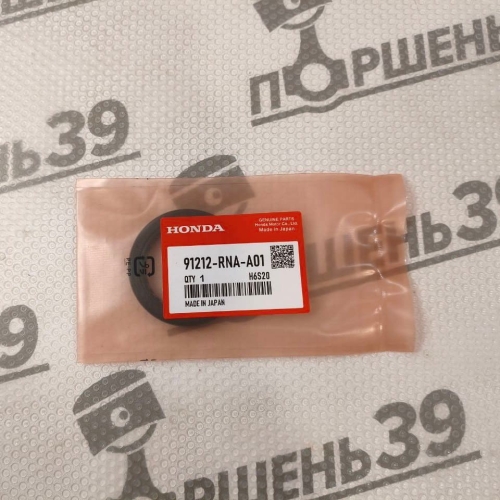 ПОРШЕНЬ39
ШЕНЬ39
HONDA
GENUINE PARTS
Honda Motor Co., Ltd.
Made in Japan
91212-RNA-A01
QTY 1
H6S20
MADE IN JAPAN
ПОРШЕНЬ39